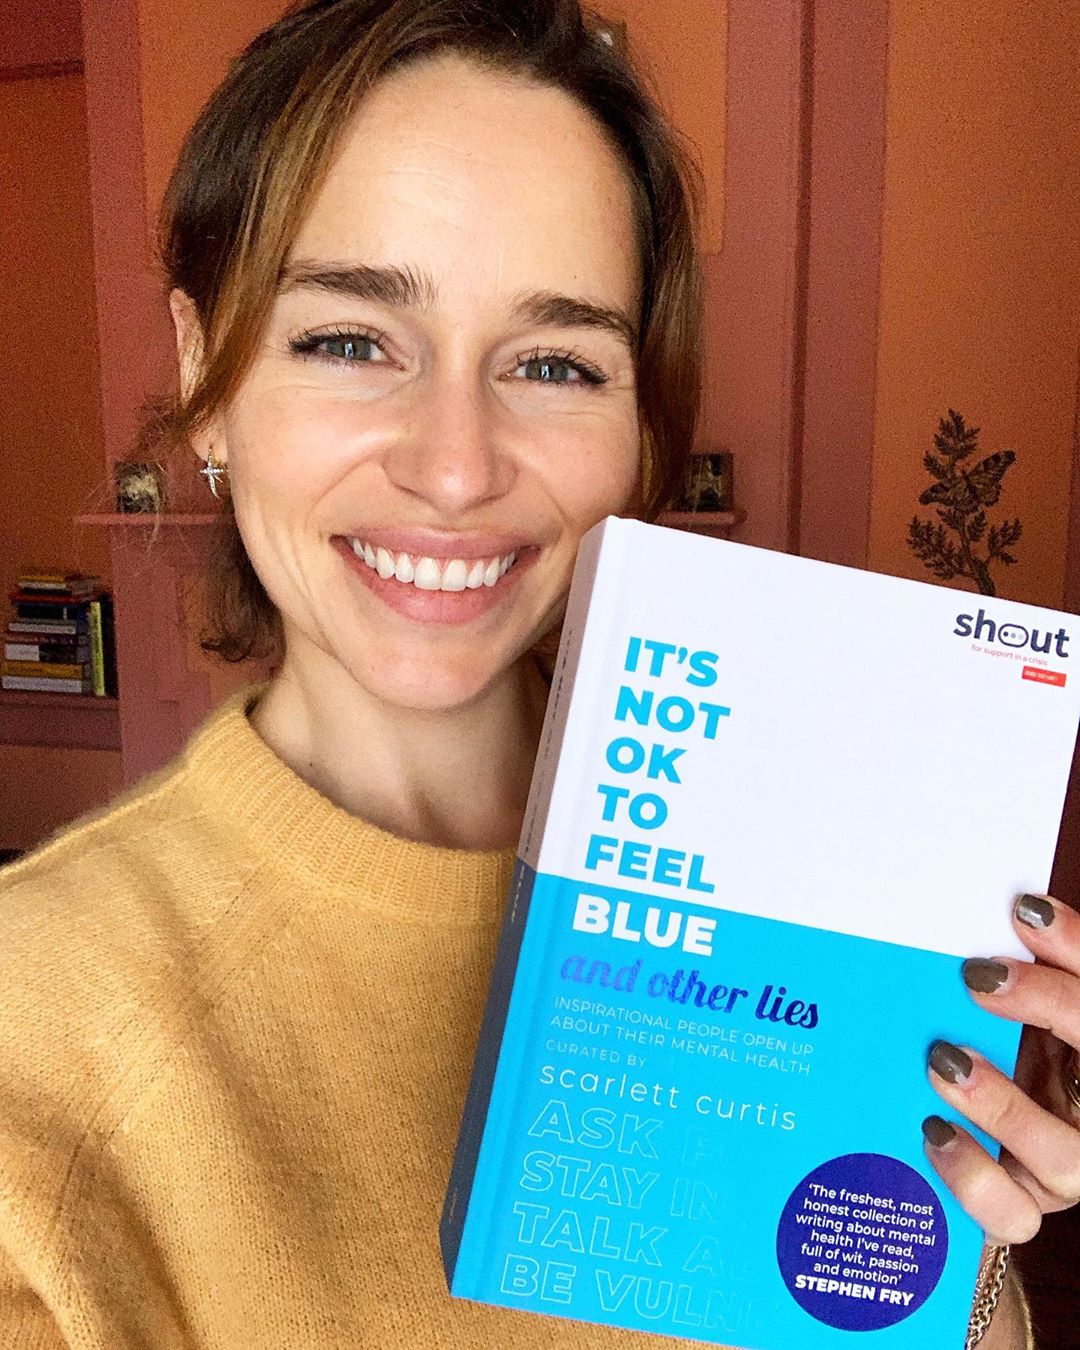 shout
for support in a crisis
IT'S
NOT
OK
TO
FEEL
BLUE
and other lies
INSPIRATIONAL PEOPLE OPEN UP
ABOUT THEIR MENTAL HEALTH
CURATED BY
scarlett curtis
ASK F
STAY IN
TALK A
BE VULN
'The freshest, most
honest collection of
writing about mental
health I've read,
full of wit, passion
and emotion'
STEPHEN FRY